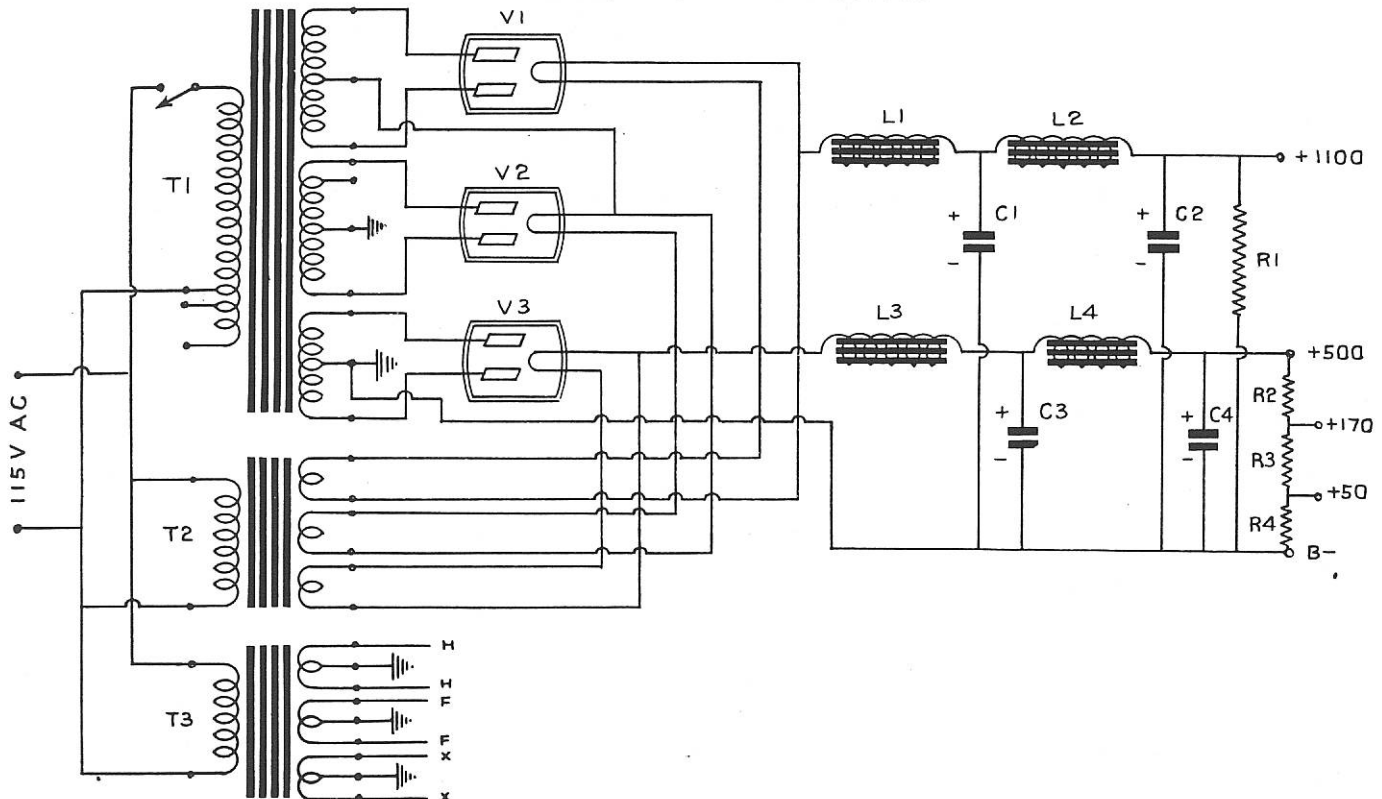 V1
L1
L2
+1100
T1
V2
+
C1
-
+
C2
-
R1
V3
L3
L4
+500
115V AC
R2
+
C3
-
+
C4
-
+170
R3
+50
R4
B-
T2
H
H
F
T3
F
X
X